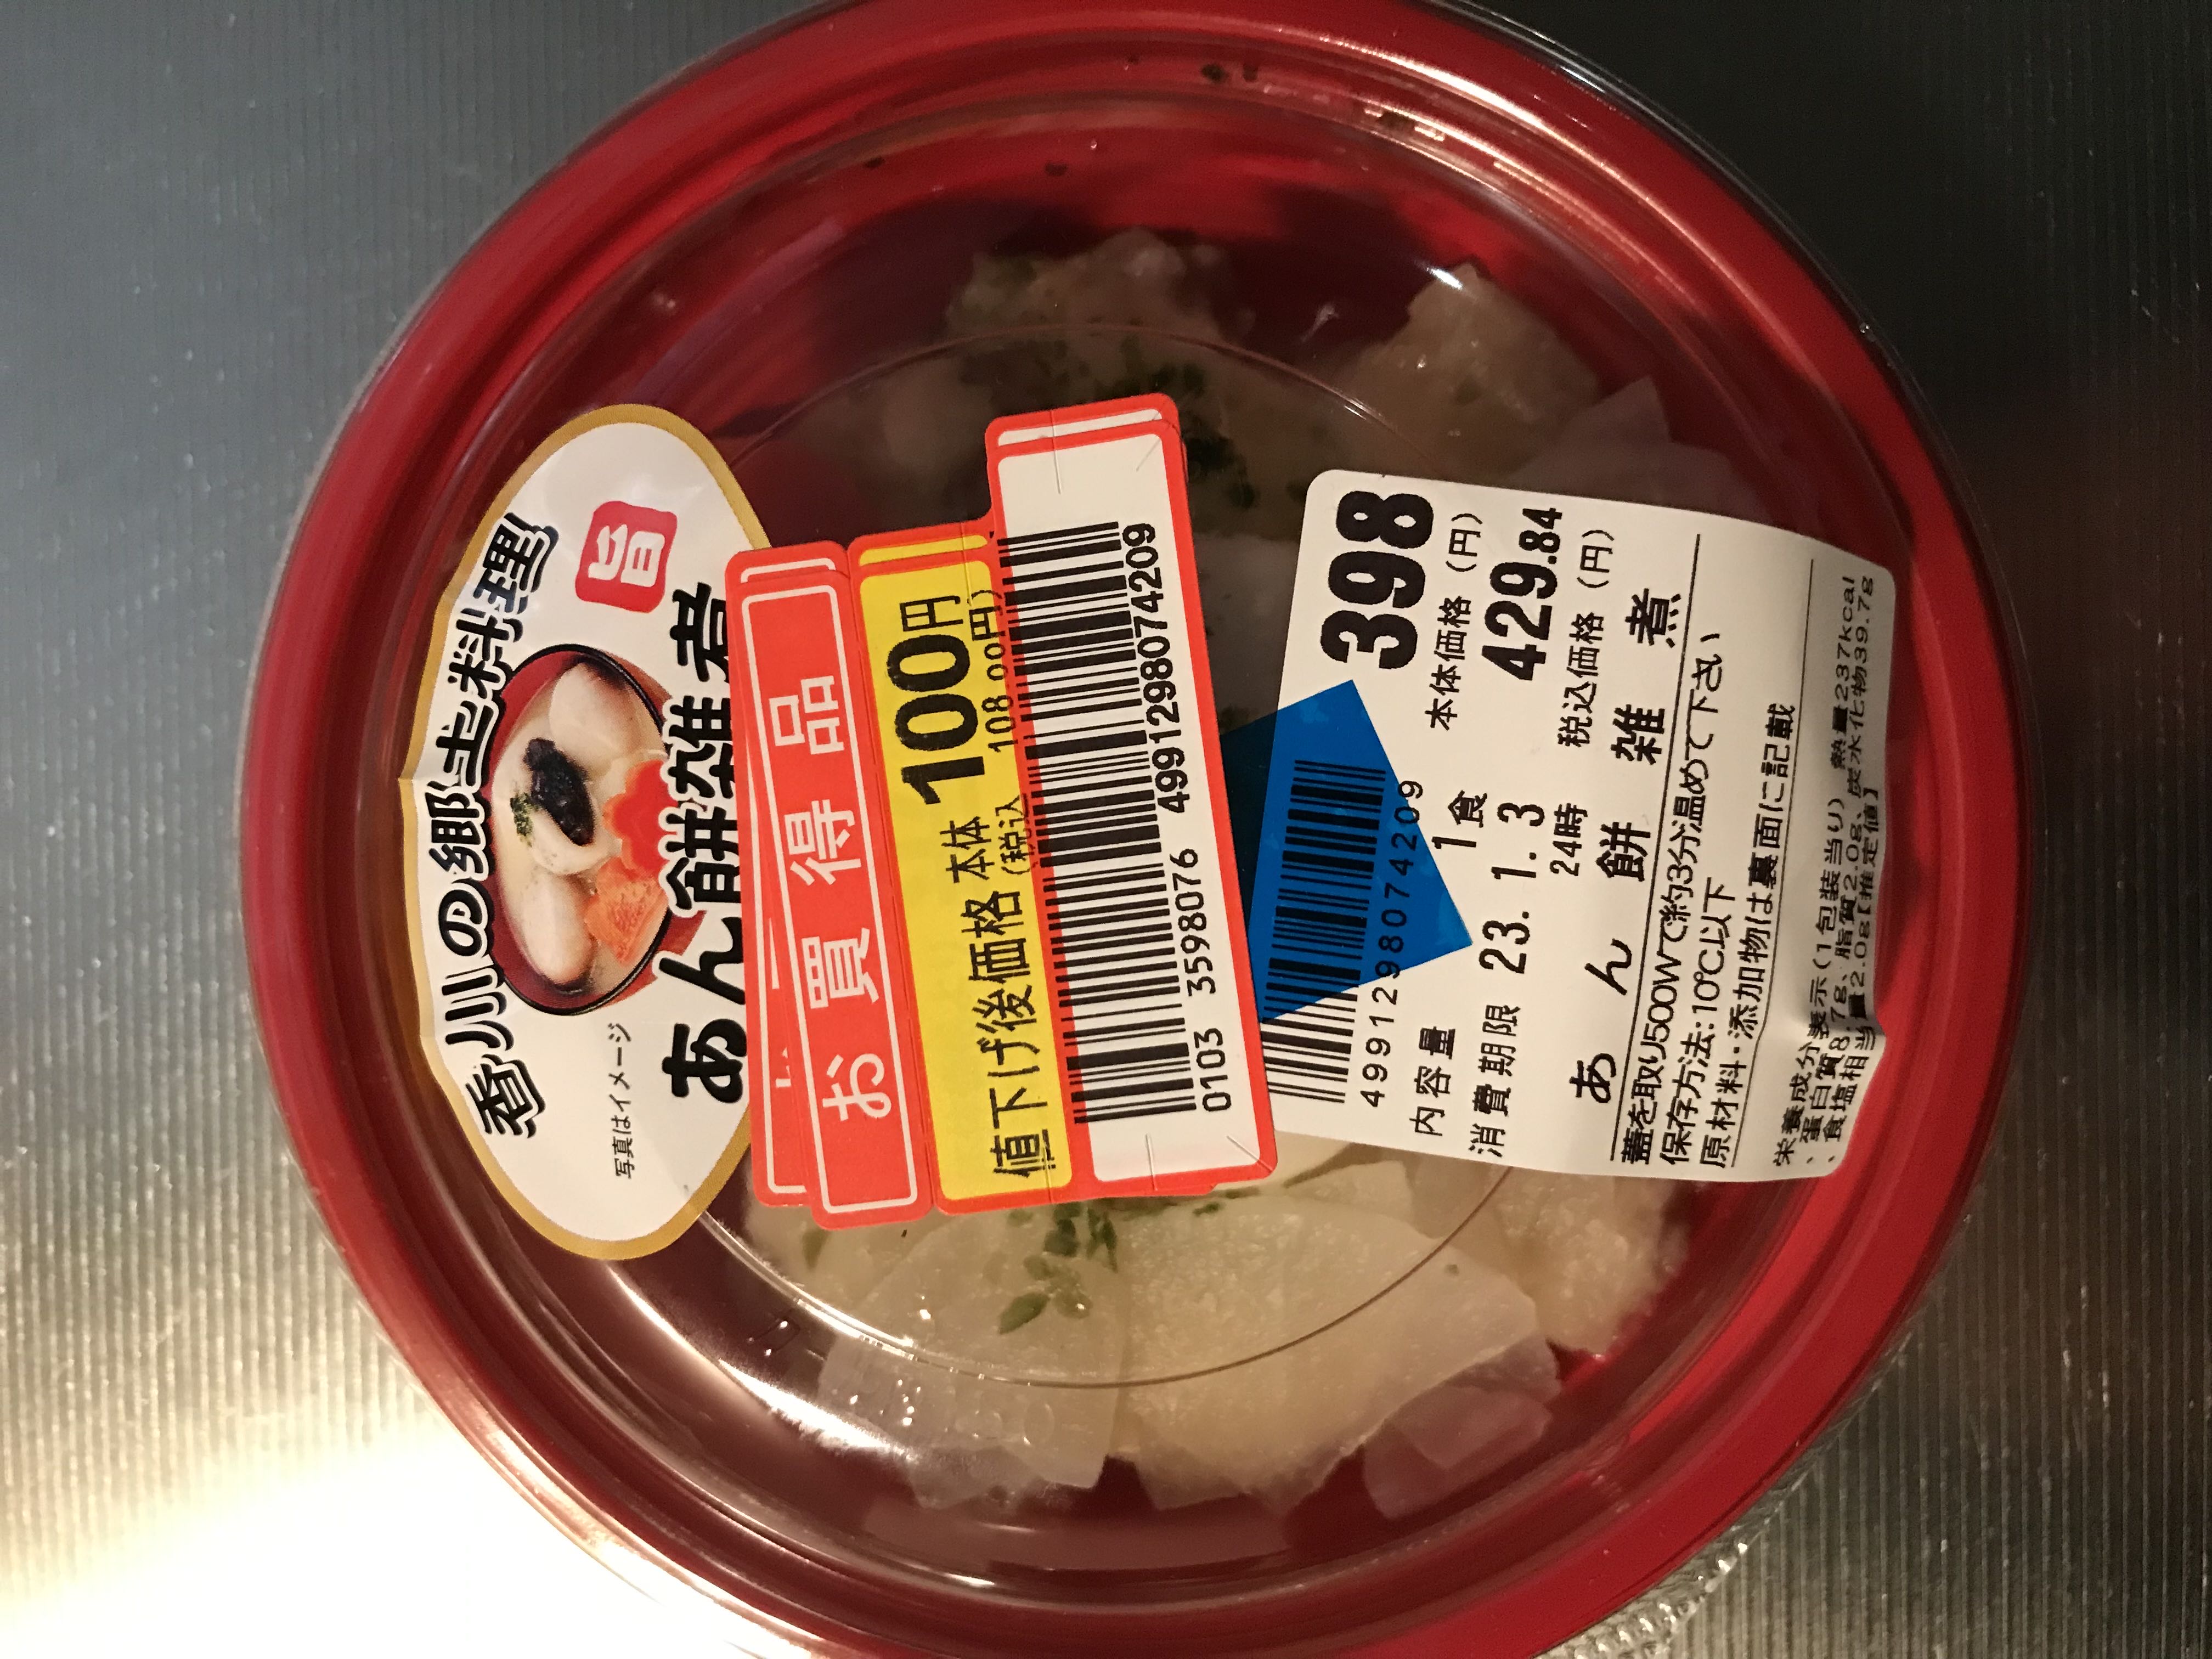 香川の郷土料理
旨
あん餅雑煮
写真はイメージ
お買得品
値下げ後価格 本体 100円
(税込 108.00円)
4991298074209
0103 3598076
398
本体価格 (円)
429.84
税込価格 (円)
4991298074209
内容量 1食
消費期限 23. 1. 3
24時
あん餅雑煮
蓋を取り500Wで約3分温めて下さい
保存方法:10℃以下
原材料・添加物は裏面に記載
栄養成分表示(1包装当り) 熱量237kcal
、蛋白質8.7g、脂質2.0g、炭水化物39.7g
、食塩相当量2.0g【推定値】